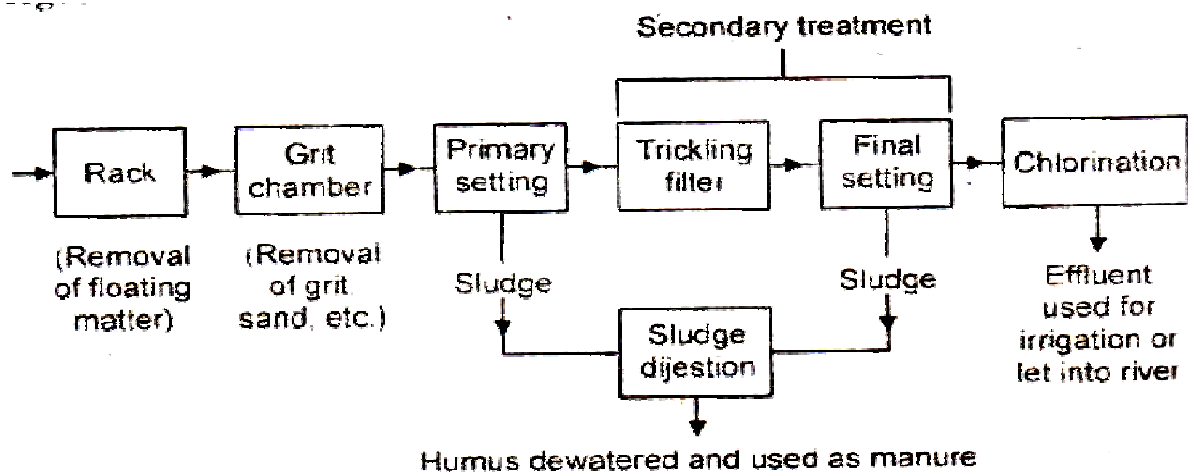 Secondary treatment
Rack
Grit
chamber
Primary
setting
Trickling
filter
Final
setting
Chlorination
(Removal
of floating
matter)
(Removal
of grit
sand, etc.)
Sludge
Sludge
Effluent
used for
irrigation or
let into river
Sludge
dijestion
Humus dewatered and used as manure